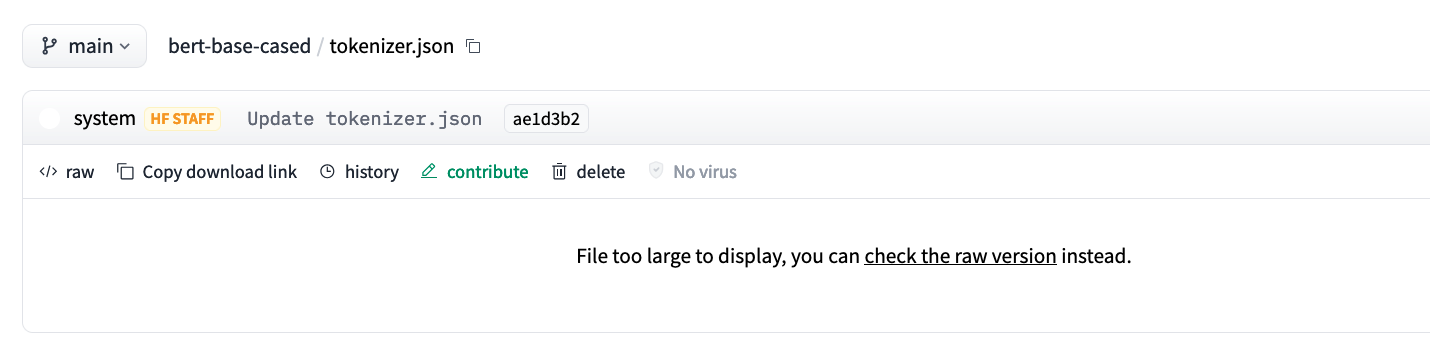 main bert-base-cased / tokenizer.json
system HF STAFF Update tokenizer.json ae1d3b2
</> raw Copy download link history contribute delete No virus
File too large to display, you can check the raw version instead.